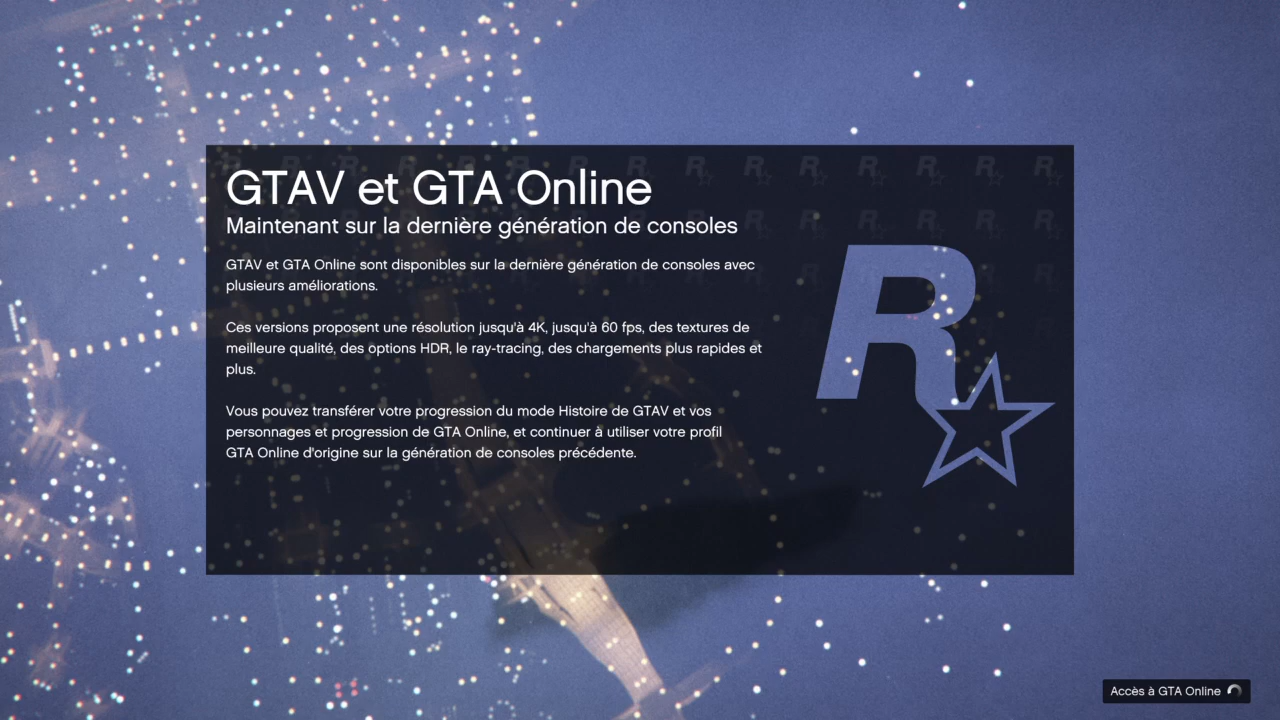 GTAV et GTA Online
Maintenant sur la dernière génération de consoles
GTAV et GTA Online sont disponibles sur la dernière génération de consoles avec
plusieurs améliorations.
Ces versions proposent une résolution jusqu'à 4K, jusqu'à 60 fps, des textures de
meilleure qualité, des options HDR, le ray-tracing, des chargements plus rapides et
plus.
Vous pouvez transférer votre progression du mode Histoire de GTAV et vos
personnages et progression de GTA Online, et continuer à utiliser votre profil
GTA Online d'origine sur la génération de consoles précédente.
R
Accès à GTA Online